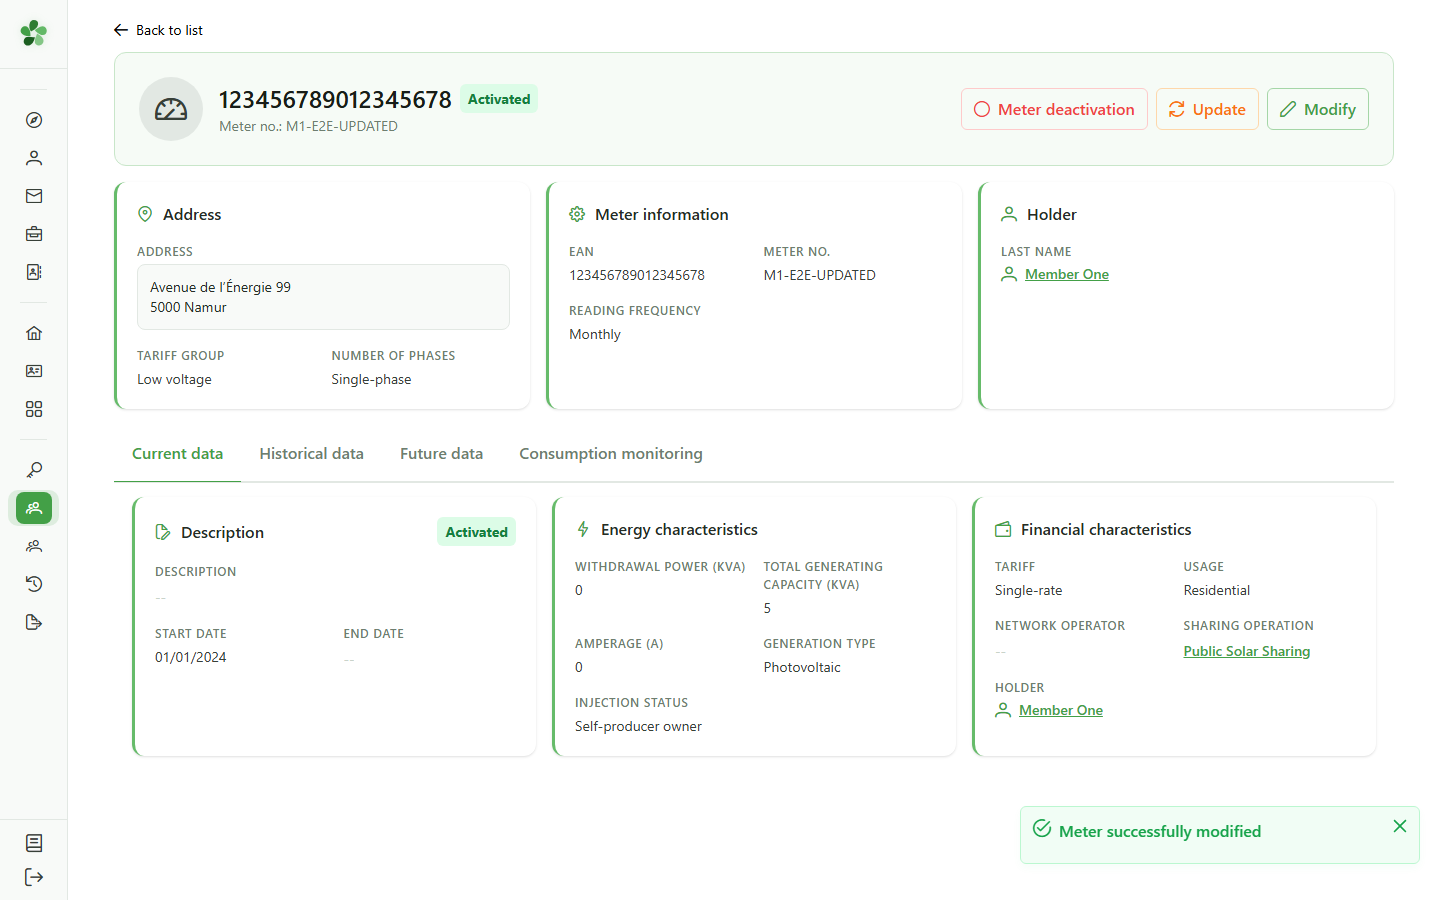 Back to list
123456789012345678 Activated
Meter no.: M1-E2E-UPDATED
Meter deactivation
Update
Modify
Address
ADDRESS
Avenue de l'Énergie 99
5000 Namur
TARIFF GROUP
NUMBER OF PHASES
Low voltage
Single-phase
Meter information
EAN
METER NO.
123456789012345678
M1-E2E-UPDATED
READING FREQUENCY
Monthly
Holder
LAST NAME
Member One
Current data
Historical data
Future data
Consumption monitoring
Description
Activated
DESCRIPTION
--
START DATE
END DATE
01/01/2024
--
Energy characteristics
WITHDRAWAL POWER (KVA)
TOTAL GENERATING
CAPACITY (KVA)
0
5
AMPERAGE (A)
GENERATION TYPE
0
Photovoltaic
INJECTION STATUS
Self-producer owner
Financial characteristics
TARIFF
USAGE
Single-rate
Residential
NETWORK OPERATOR
SHARING OPERATION
--
Public Solar Sharing
HOLDER
Member One
Meter successfully modified